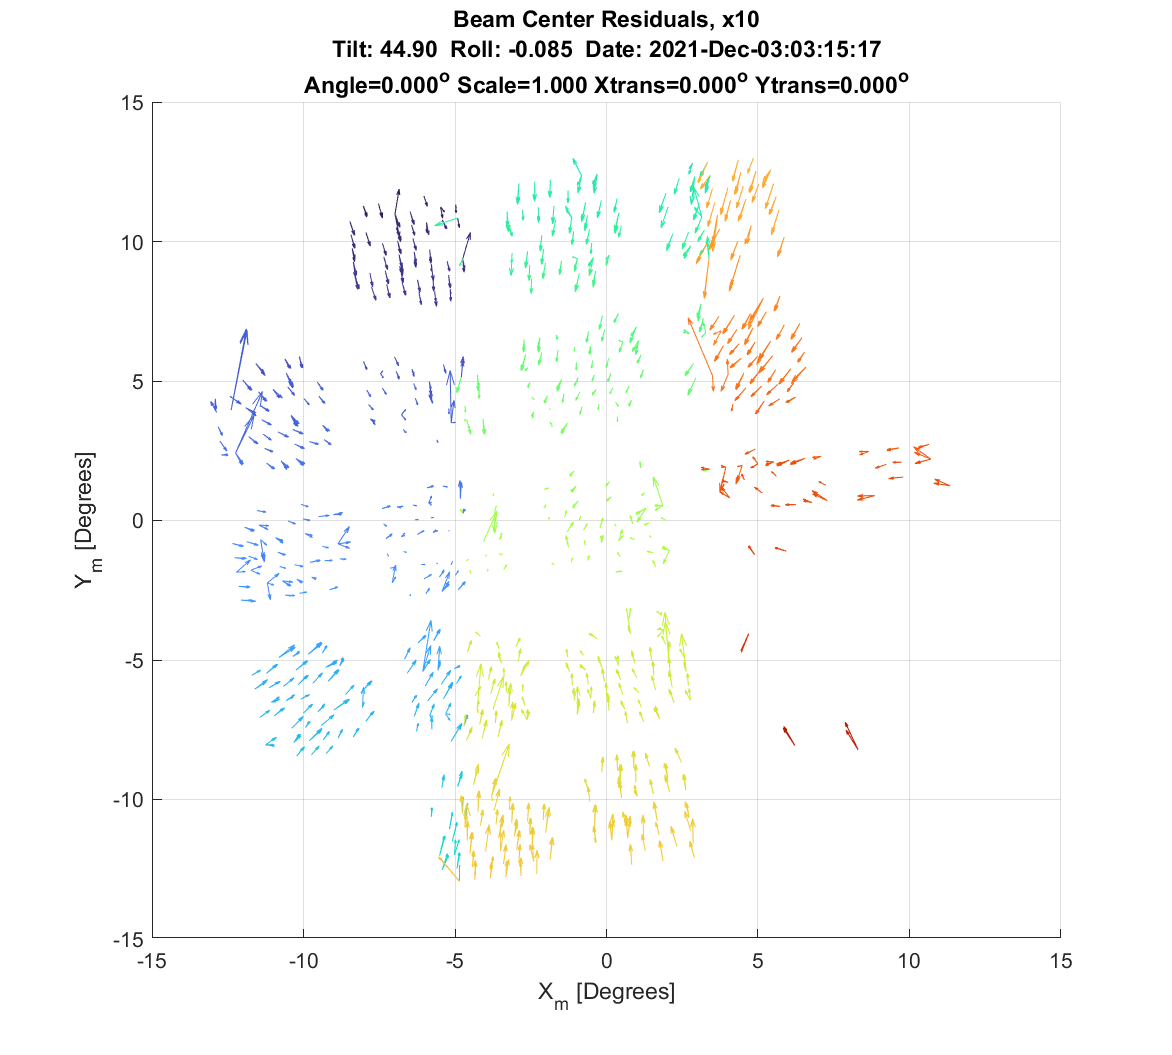 Beam Center Residuals, x10
Tilt: 44.90 Roll: -0.085 Date: 2021-Dec-03:03:15:17
Angle=0.000° Scale=1.000 Xtrans=0.000° Ytrans=0.000°
15
10
5
0
-5
-10
-15
Y_m [Degrees]
-15 -10 -5 0 5 10 15
X_m [Degrees]